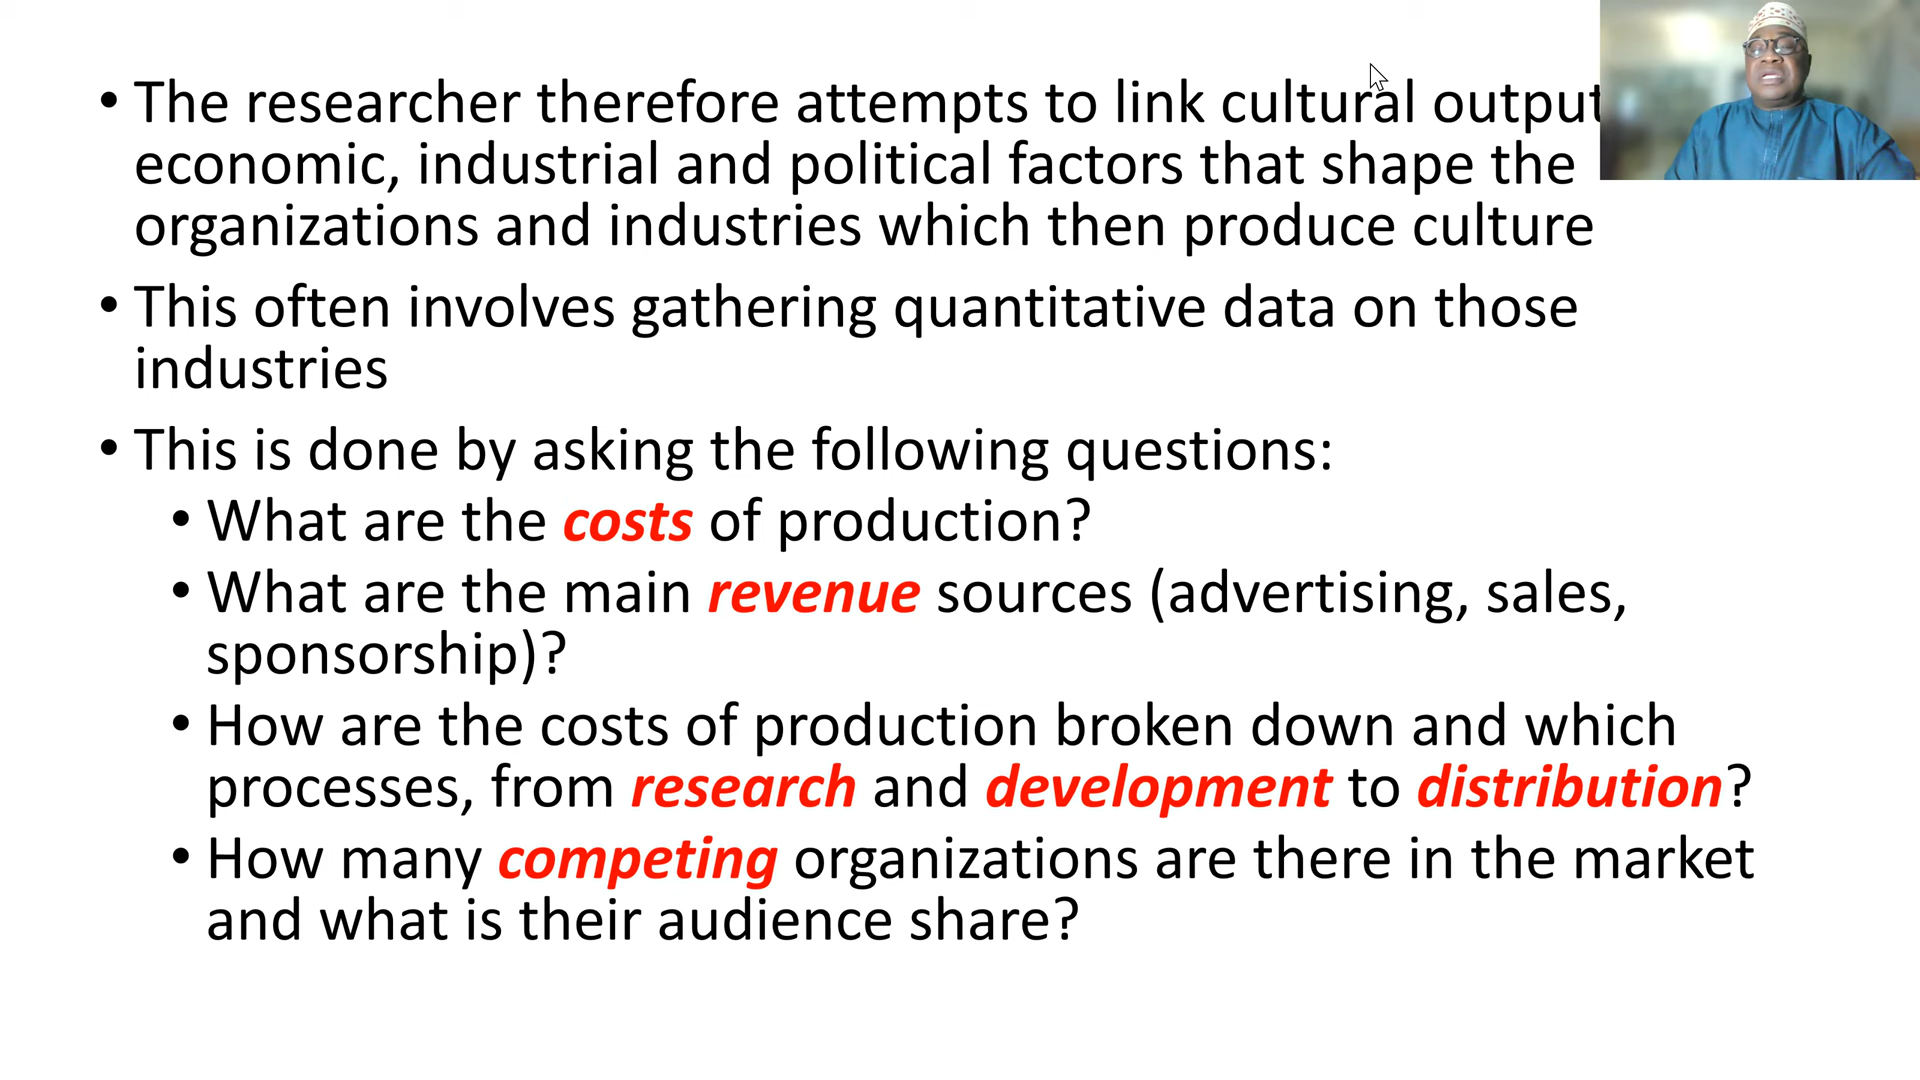 • The researcher therefore attempts to link cultural output
economic, industrial and political factors that shape the
organizations and industries which then produce culture
• This often involves gathering quantitative data on those
industries
• This is done by asking the following questions:
• What are the costs of production?
• What are the main revenue sources (advertising, sales,
sponsorship)?
• How are the costs of production broken down and which
processes, from research and development to distribution?
• How many competing organizations are there in the market
and what is their audience share?